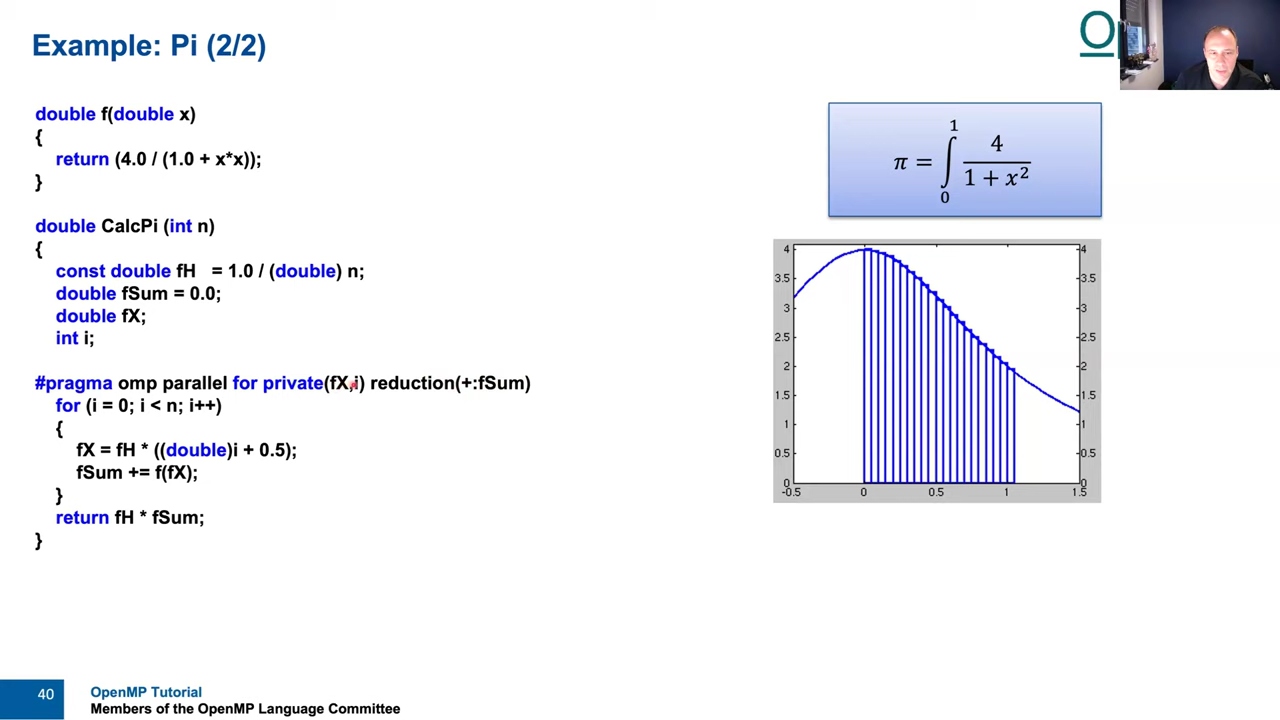 Example: Pi (2/2)
double f(double x)
{
return (4.0 / (1.0 + x*x));
}
double CalcPi (int n)
{
const double fH = 1.0 / (double) n;
double fSum = 0.0;
double fX;
int i;
#pragma omp parallel for private(fX,i) reduction(+:fSum)
for (i = 0; i < n; i++)
{
fX = fH * ((double)i + 0.5);
fSum += f(fX);
}
return fH * fSum;
}
π = ∫₀¹ 4 / (1 + x²)
4
3.5
3
2.5
2
1.5
1
0.5
0
-0.5 0 0.5 1 1.5
4
3.5
3
2.5
2
1.5
1
0.5
0
40
OpenMP Tutorial
Members of the OpenMP Language Committee